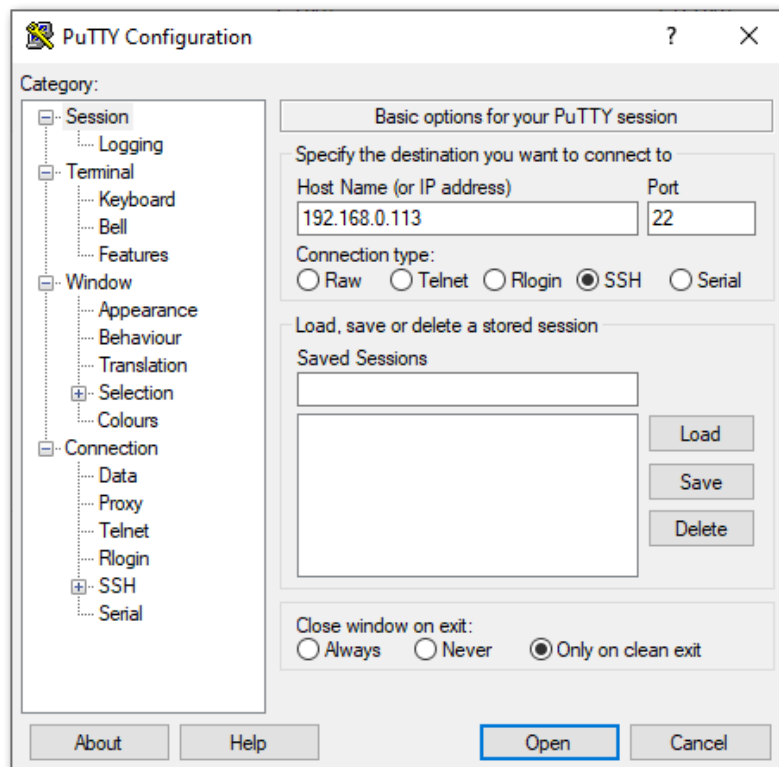 PuTTY Configuration
?
Category:
Session
Logging
Terminal
Keyboard
Bell
Features
Window
Appearance
Behaviour
Translation
Selection
Colours
Connection
Data
Proxy
Telnet
Rlogin
SSH
Serial
Basic options for your PuTTY session
Specify the destination you want to connect to
Host Name (or IP address) Port
192.168.0.113 22
Connection type:
Raw Telnet Rlogin SSH Serial
Load, save or delete a stored session
Saved Sessions
Load
Save
Delete
Close window on exit:
Always Never Only on clean exit
About Help Open Cancel